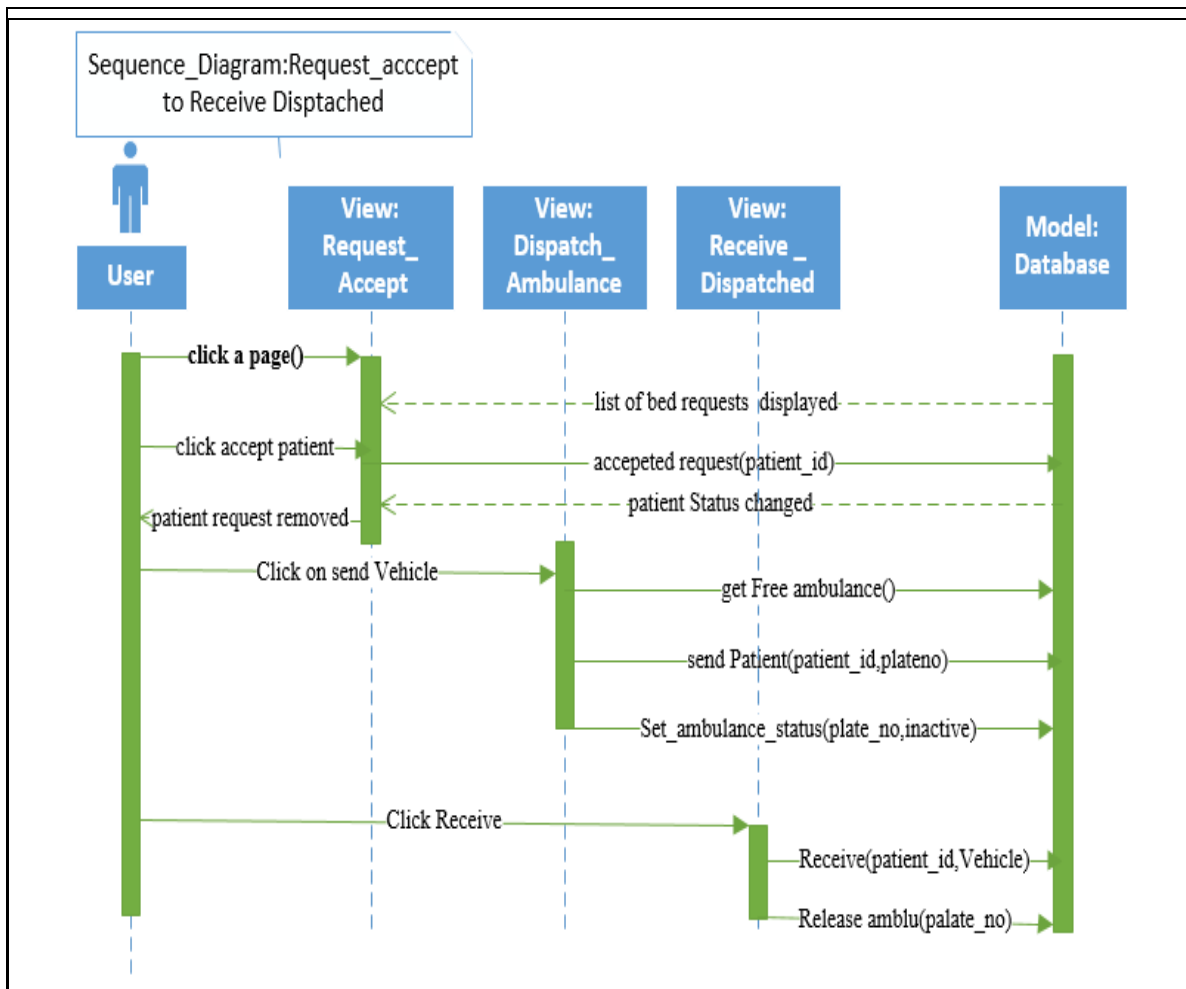 Sequence_Diagram:Request_acccept
to Receive Disptached
User
View:
Request_
Accept
View:
Dispatch_
Ambulance
View:
Receive _
Dispatched
Model:
Database
click a page()
list of bed requests displayed
click accept patient
accepeted request(patient_id)
patient Status changed
patient request removed
Click on send Vehicle
get Free ambulance()
send Patient(patient_id,plateno)
Set_ambulance_status(plate_no,inactive)
Click Receive
Receive(patient_id,Vehicle)
Release amblu(palate_no)